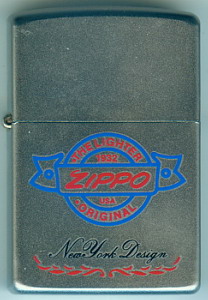 THE LIGHTER
1932
ZIPPO
USA
ORIGINAL
New York Design